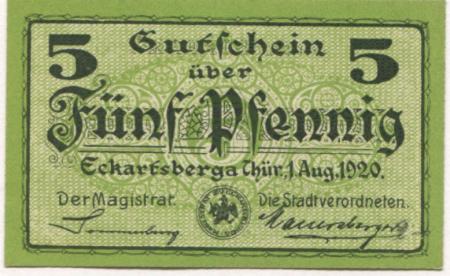 5 Gutschein 5
über
Fünf Pfennig
Eckartsberga Thür., 1 Aug. 1920.
Der Magistrat. Die Stadtverordneten.